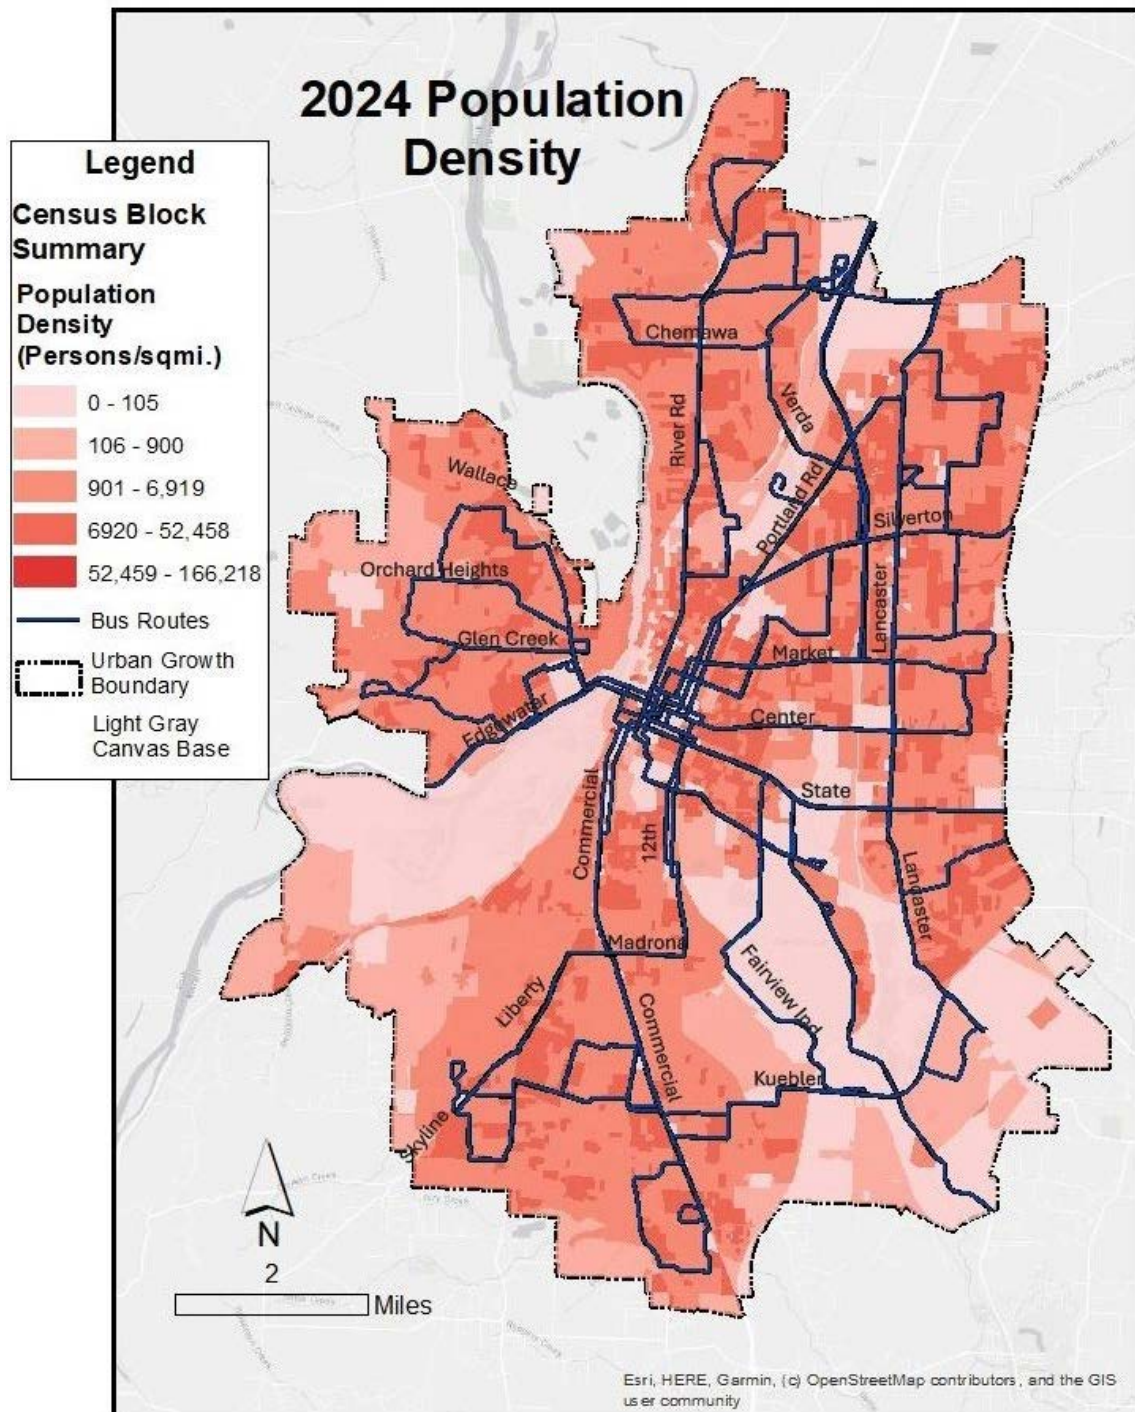 2024 Population
Density
Legend
Census Block
Summary
Population
Density
(Persons/sqmi.)
0 - 105
106 - 900
901 - 6,919
6920 - 52,458
52,459 - 166,218
Bus Routes
Urban Growth
Boundary
Light Gray
Canvas Base
Chemawa
River Rd
Verda
Wallace
Portland Rd
Silverton
Orchard Heights
Lancaster
Glen Creek
Market
Edgewater
Center
State
Commercial
12th
Lancaster
Madrona
Fairview Ind
Liberty
Commercial
Kuebler
Skyline
N
2
Miles
Esri, HERE, Garmin, (c) OpenStreetMap contributors, and the GIS
user community